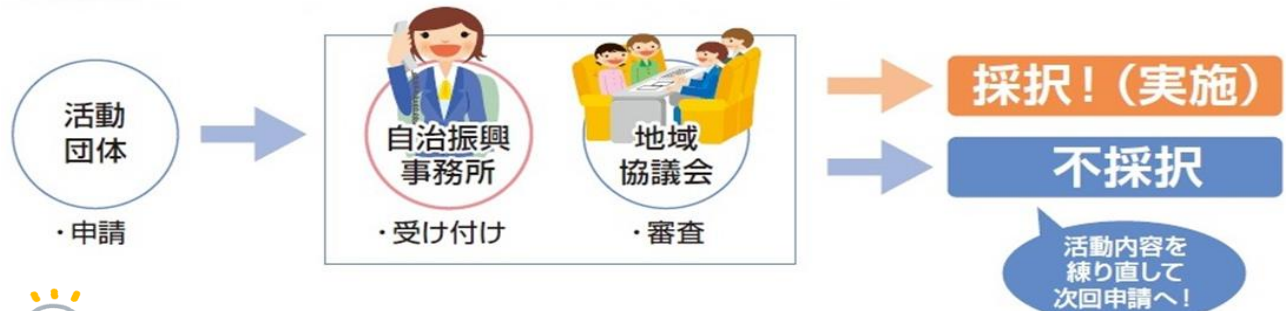 活動
団体
・申請
自治振興
事務所
・受け付け
地域
協議会
・審査
採択！（実施）
不採択
活動内容を
練り直して
次回申請へ！